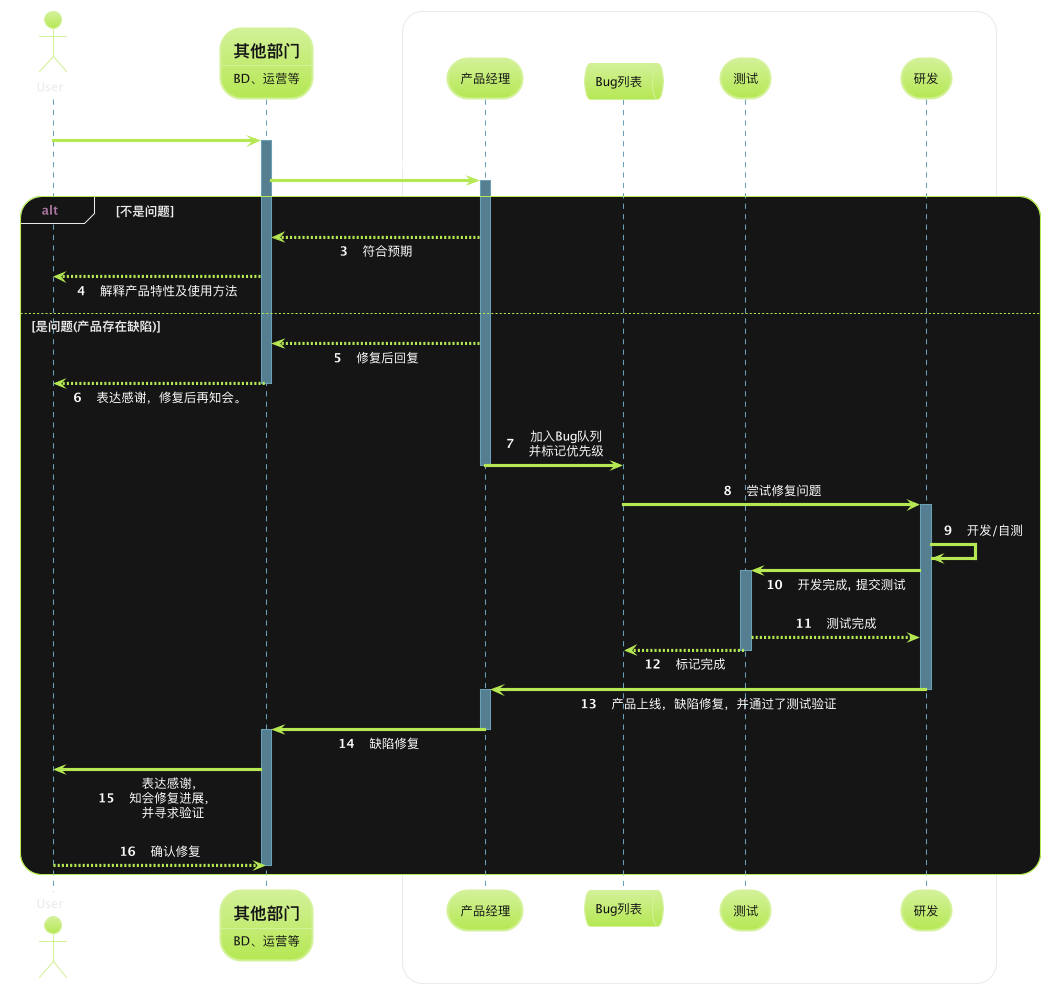 User
其他部门
BD、运营等
产品经理
Bug列表
测试
研发
alt
[不是问题]
3 符合预期
4 解释产品特性及使用方法
[是问题(产品存在缺陷)]
5 修复后回复
6 表达感谢，修复后再知会。
7 加入Bug队列
并标记优先级
8 尝试修复问题
9 开发/自测
10 开发完成, 提交测试
11 测试完成
12 标记完成
13 产品上线，缺陷修复，并通过了测试验证
14 缺陷修复
表达感谢，
15 知会修复进展，
并寻求验证
16 确认修复
User
其他部门
BD、运营等
产品经理
Bug列表
测试
研发